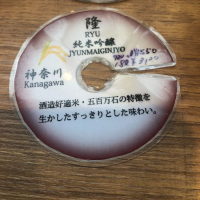 隆
RYU
純米吟醸
JYUNMAIGINJYO
神奈川
Kanagawa
酒造好適米・五百万石の特徴を
生かしたすっきりとした味わい。